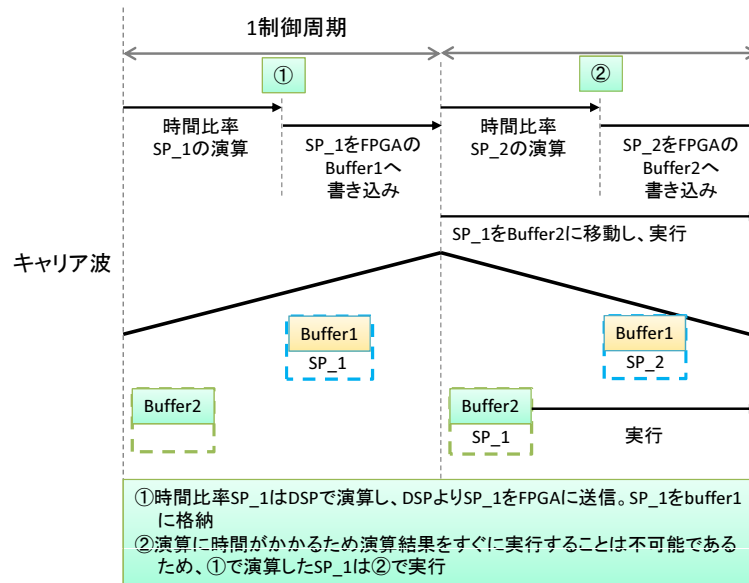 1制御周期
①
②
時間比率
SP_1の演算
SP_1をFPGAの
Buffer1へ
書き込み
時間比率
SP_2の演算
SP_2をFPGAの
Buffer2へ
書き込み
SP_1をBuffer2に移動し、実行
キャリア波
Buffer1
SP_1
Buffer1
SP_2
Buffer2
Buffer2
SP_1
実行
①時間比率SP_1はDSPで演算し、DSPよりSP_1をFPGAに送信。SP_1をbuffer1
に格納
②演算に時間がかかるため演算結果をすぐに実行することは不可能である
ため、①で演算したSP_1は②で実行